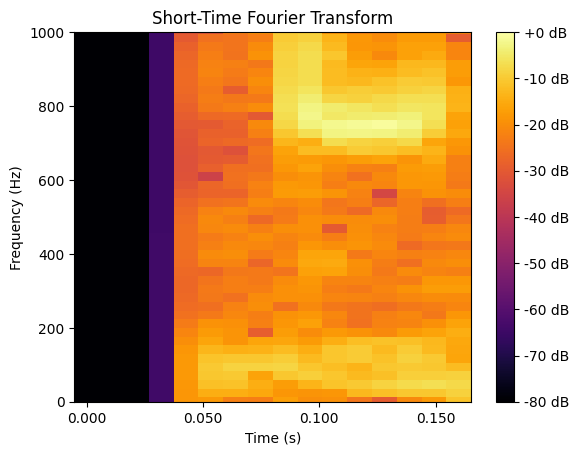 Short-Time Fourier Transform
Frequency (Hz)
1000
800
600
400
200
0
0.000
0.050
0.100
0.150
Time (s)
+0 dB
-10 dB
-20 dB
-30 dB
-40 dB
-50 dB
-60 dB
-70 dB
-80 dB